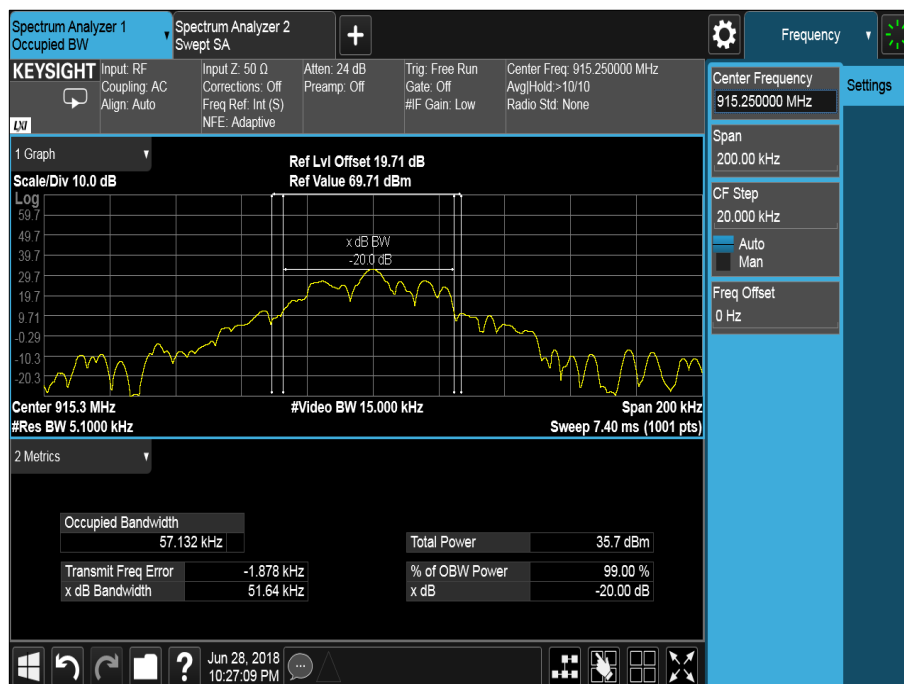 Spectrum Analyzer 1
Occupied BW
Spectrum Analyzer 2
Swept SA
Frequency
KEYSIGHT
LXI
Input: RF
Coupling: AC
Align: Auto
Input Z: 50 Ω
Corrections: Off
Freq Ref: Int (S)
NFE: Adaptive
Atten: 24 dB
Preamp: Off
Trig: Free Run
Gate: Off
#IF Gain: Low
Center Freq: 915.250000 MHz
Avg|Hold:>10/10
Radio Std: None
Center Frequency
915.250000 MHz
Settings
Span
200.00 kHz
CF Step
20.000 kHz
Auto
Man
Freq Offset
0 Hz
1 Graph
Scale/Div 10.0 dB
Ref Lvl Offset 19.71 dB
Ref Value 69.71 dBm
Log
59.7
49.7
39.7
29.7
19.7
9.71
-0.29
-10.3
-20.3
x dB BW
-20.0 dB
Center 915.3 MHz
#Video BW 15.000 kHz
Span 200 kHz
#Res BW 5.1000 kHz
Sweep 7.40 ms (1001 pts)
2 Metrics
Occupied Bandwidth
57.132 kHz
Total Power 35.7 dBm
Transmit Freq Error -1.878 kHz
% of OBW Power 99.00 %
x dB Bandwidth 51.64 kHz
x dB -20.00 dB
?
Jun 28, 2018
10:27:09 PM